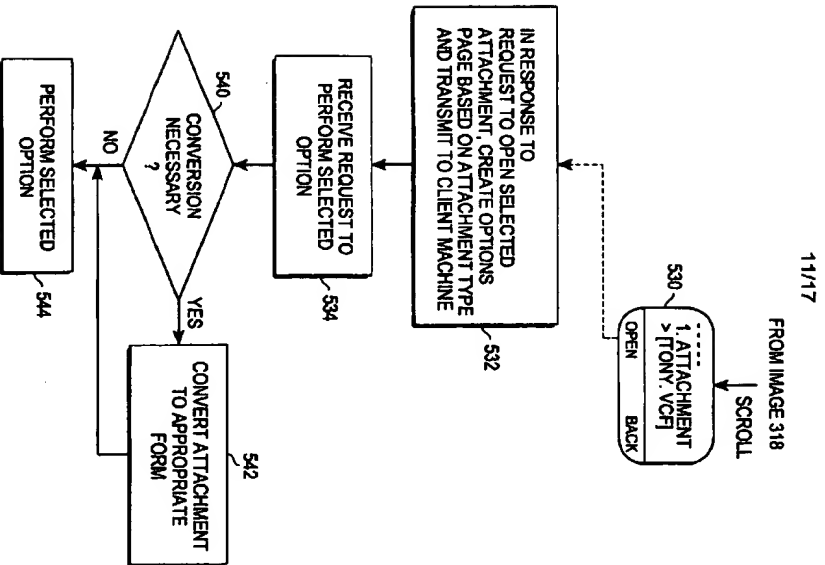 11/17
FROM IMAGE 318
SCROLL
530
-----
1. ATTACHMENT
> [TONY. VCF]
OPEN BACK
IN RESPONSE TO
REQUEST TO OPEN SELECTED
ATTACHMENT, CREATE OPTIONS
PAGE BASED ON ATTACHMENT TYPE
AND TRANSMIT TO CLIENT MACHINE
532
RECEIVE REQUEST TO
PERFORM SELECTED
OPTION
534
540
CONVERSION
NECESSARY
?
YES
NO
CONVERT ATTACHMENT
TO APPROPRIATE
FORM
542
PERFORM SELECTED
OPTION
544